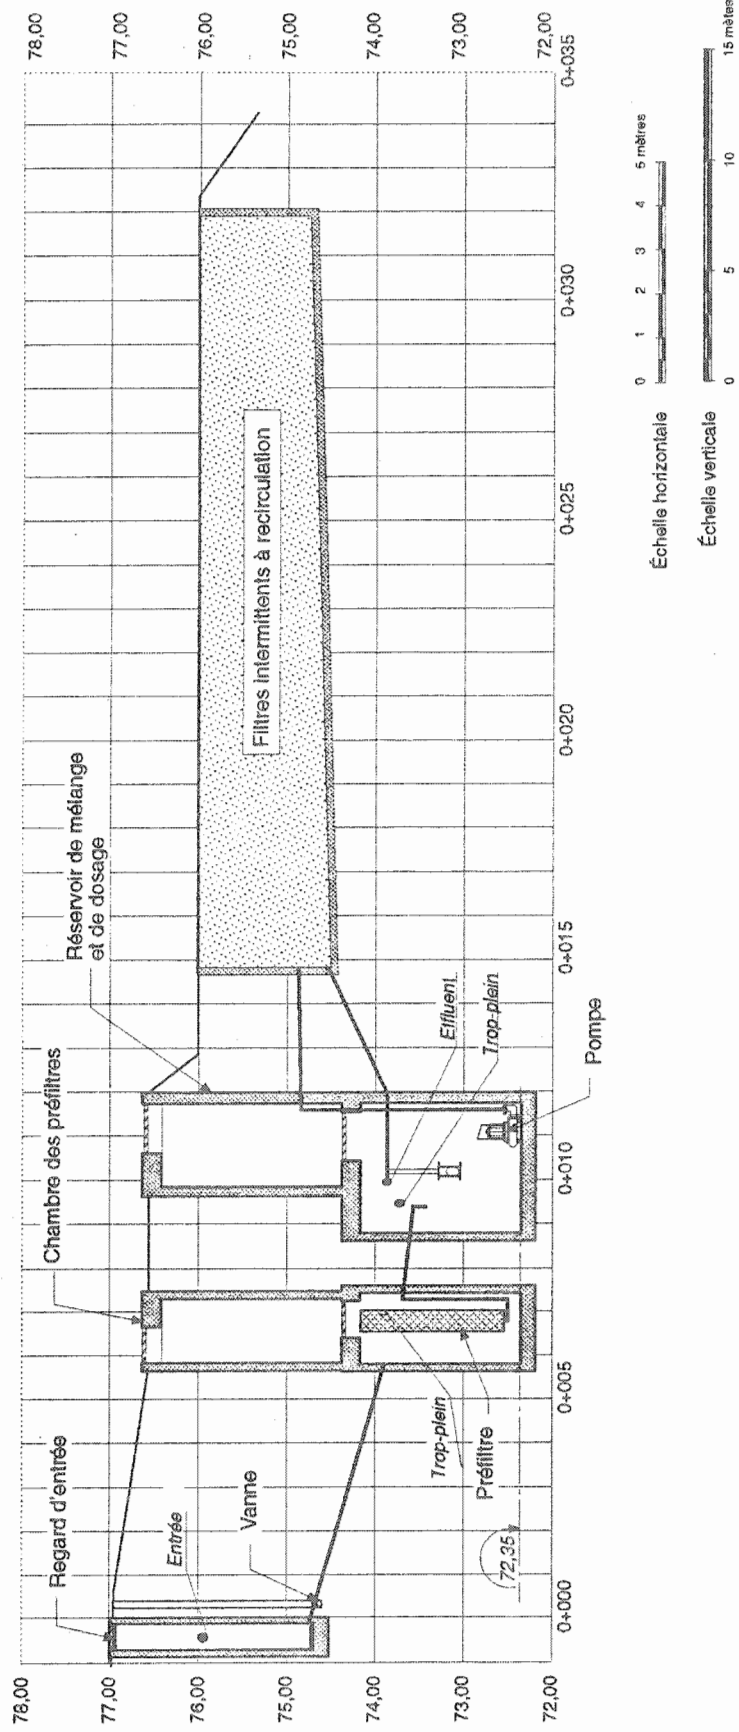 78,00
77,00
76,00
75,00
74,00
73,00
72,00
Regard d'entrée
Entrée
Vanne
72,35
Chambre des préfiltres
Trop-plein
Préfiltre
Réservoir de mélange
et de dosage
Effluent
Trop-plein
Pompe
Filtres intermittents à recirculation
0+000
0+005
0+010
0+015
0+020
0+025
0+030
0+035
78,00
77,00
76,00
75,00
74,00
73,00
72,00
Échelle horizontale
0 1 2 3 4 5 mètres
Échelle verticale
0 5 10 15 mètes